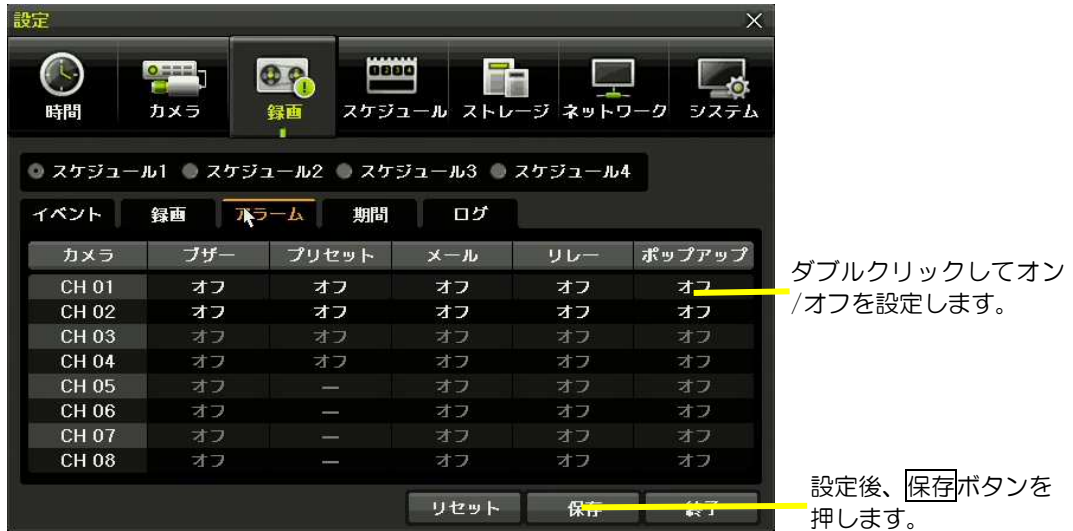 設定
時間 カメラ 録画 スケジュール ストレージ ネットワーク システム
スケジュール1 スケジュール2 スケジュール3 スケジュール4
イベント 録画 アラーム 期間 ログ
カメラ ブザー プリセット メール リレー ポップアップ
CH 01 オフ オフ オフ オフ オフ
CH 02 オフ オフ オフ オフ オフ
CH 03 オフ オフ オフ オフ オフ
CH 04 オフ オフ オフ オフ オフ
CH 05 オフ — オフ オフ オフ
CH 06 オフ — オフ オフ オフ
CH 07 オフ — オフ オフ オフ
CH 08 オフ — オフ オフ オフ
リセット 保存 終了
ダブルクリックしてオン
/オフを設定します。
設定後、保存ボタンを
押します。